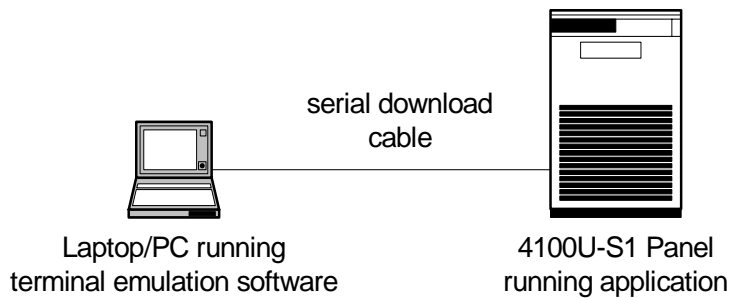 serial download
cable
Laptop/PC running
terminal emulation software
4100U-S1 Panel
running application